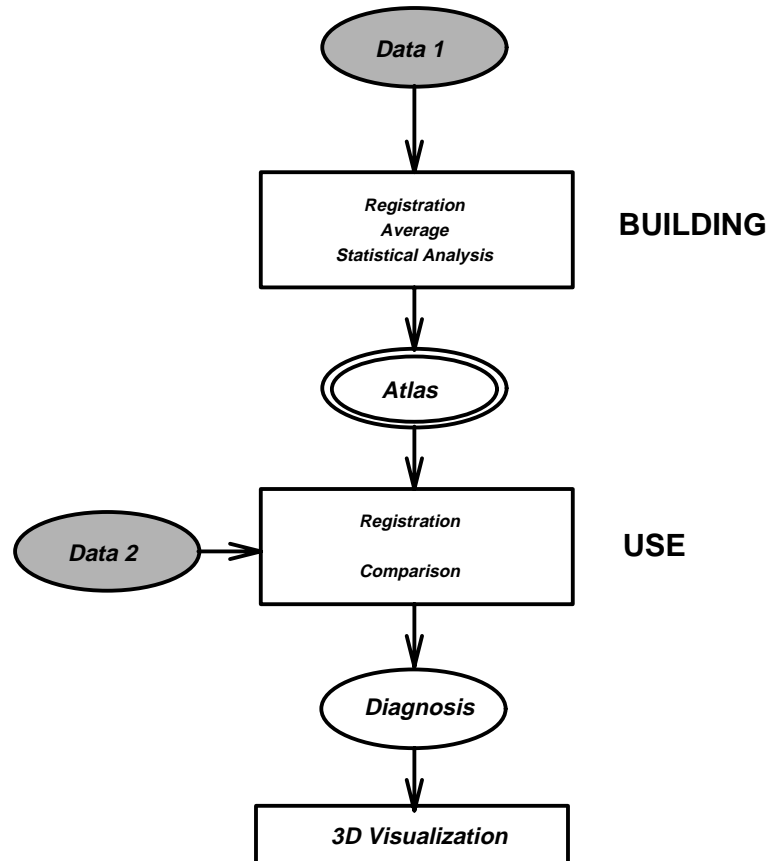 Data 1
Registration
Average
Statistical Analysis
BUILDING
Atlas
Registration
Comparison
USE
Data 2
Diagnosis
3D Visualization